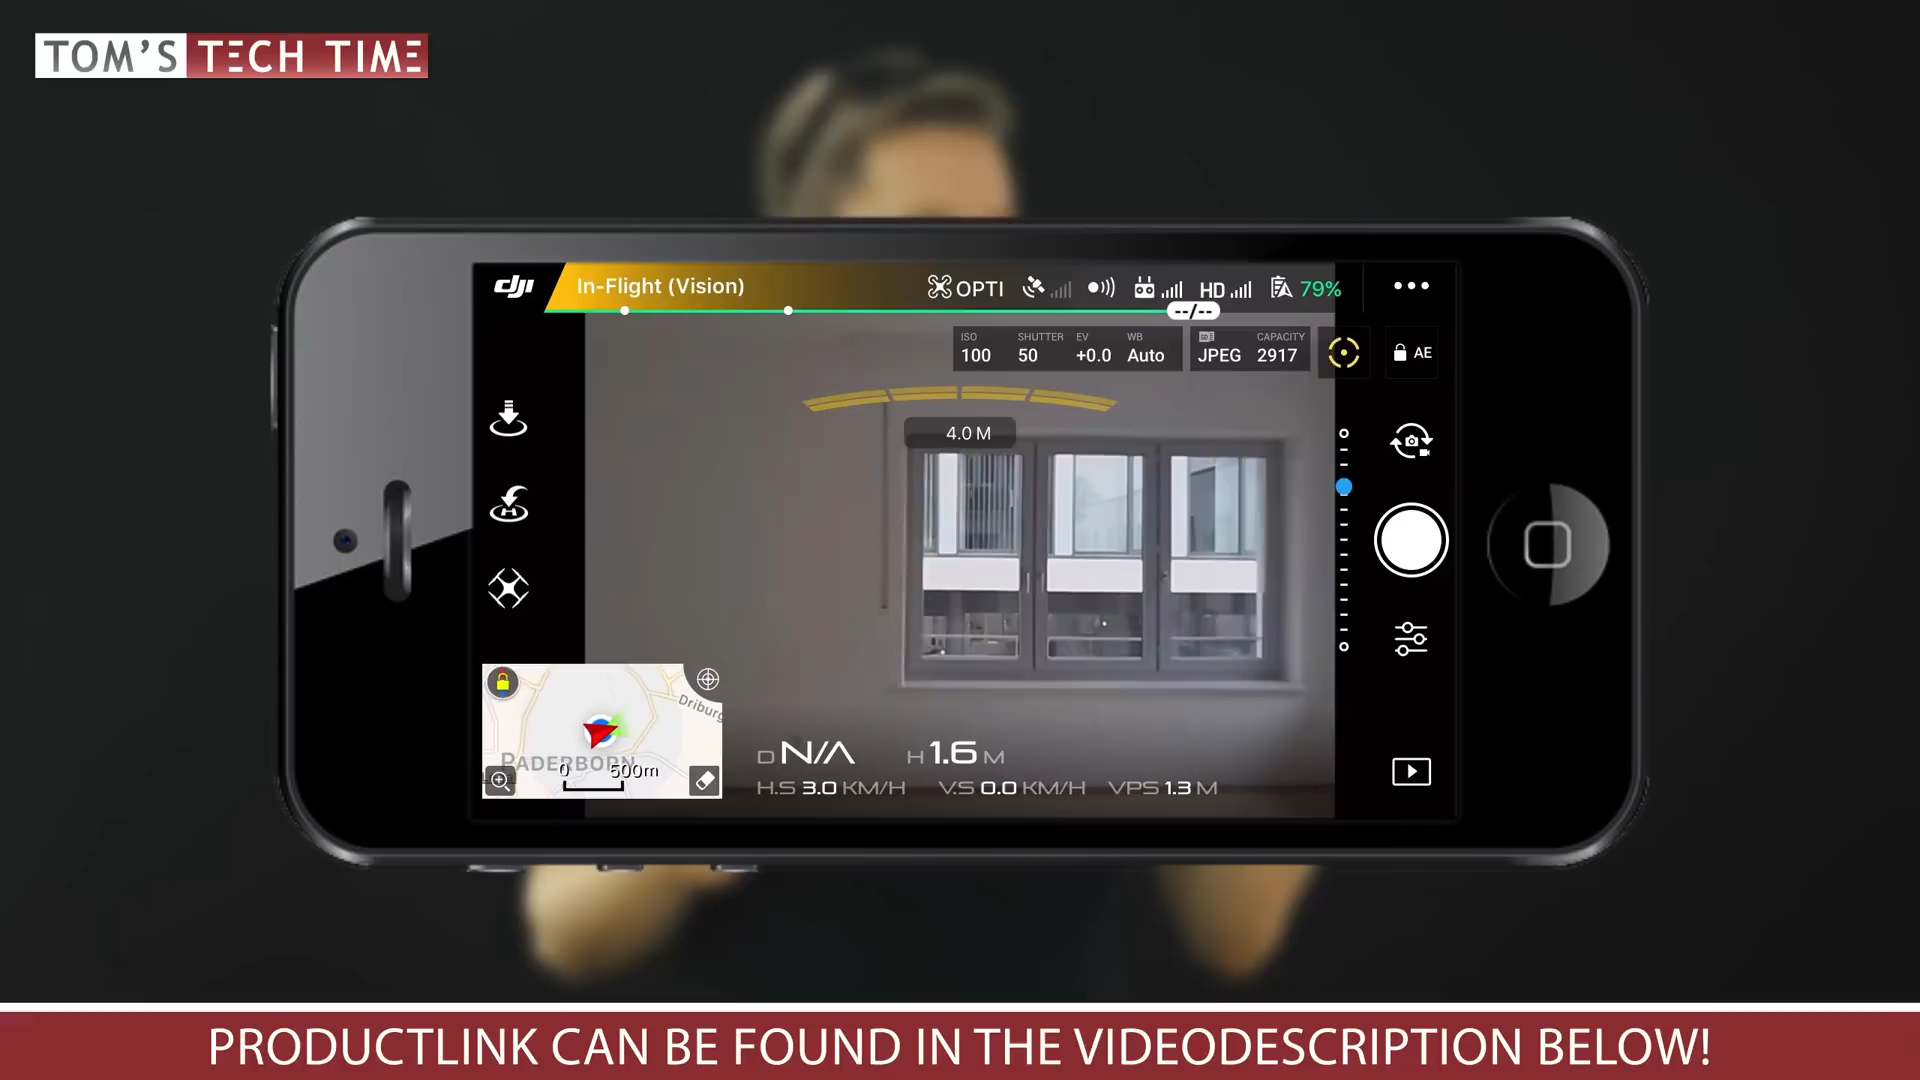 TOM'S TECH TIME
dji In-Flight (Vision) OPTI HD 79%
--/--
ISO SHUTTER EV WB CAPACITY
100 50 +0.0 Auto JPEG 2917 AE
4.0 M
Driburg
PADERBORN
0 500m
D N/A H 1.6 M
H.S 3.0 KM/H V.S 0.0 KM/H VPS 1.3 M
PRODUCTLINK CAN BE FOUND IN THE VIDEODESCRIPTION BELOW!